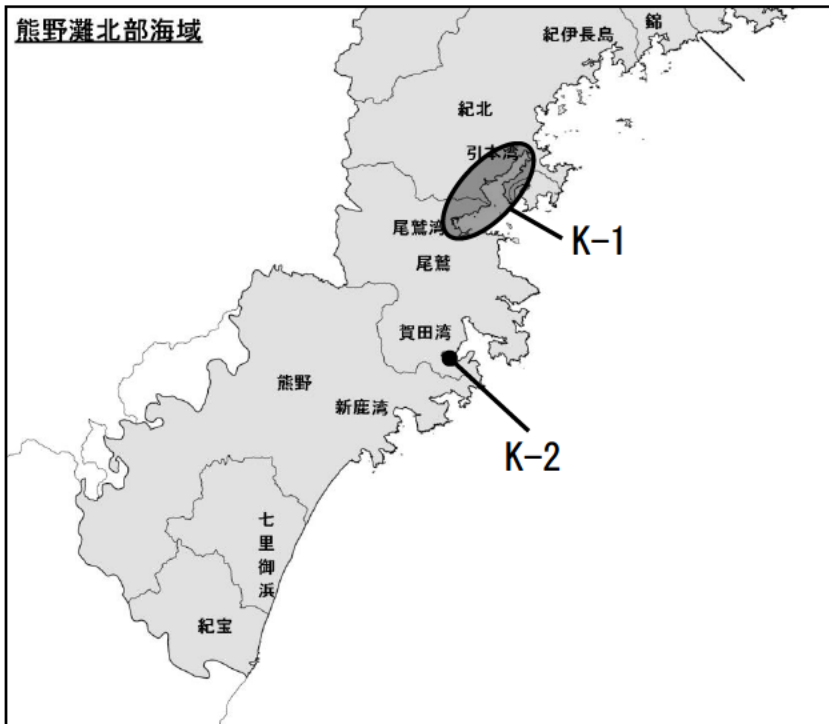 熊野灘北部海域
錦
紀伊長島
紀北
引本湾
K-1
尾鷲湾
尾鷲
賀田湾
熊野
新鹿湾
K-2
七里御浜
紀宝